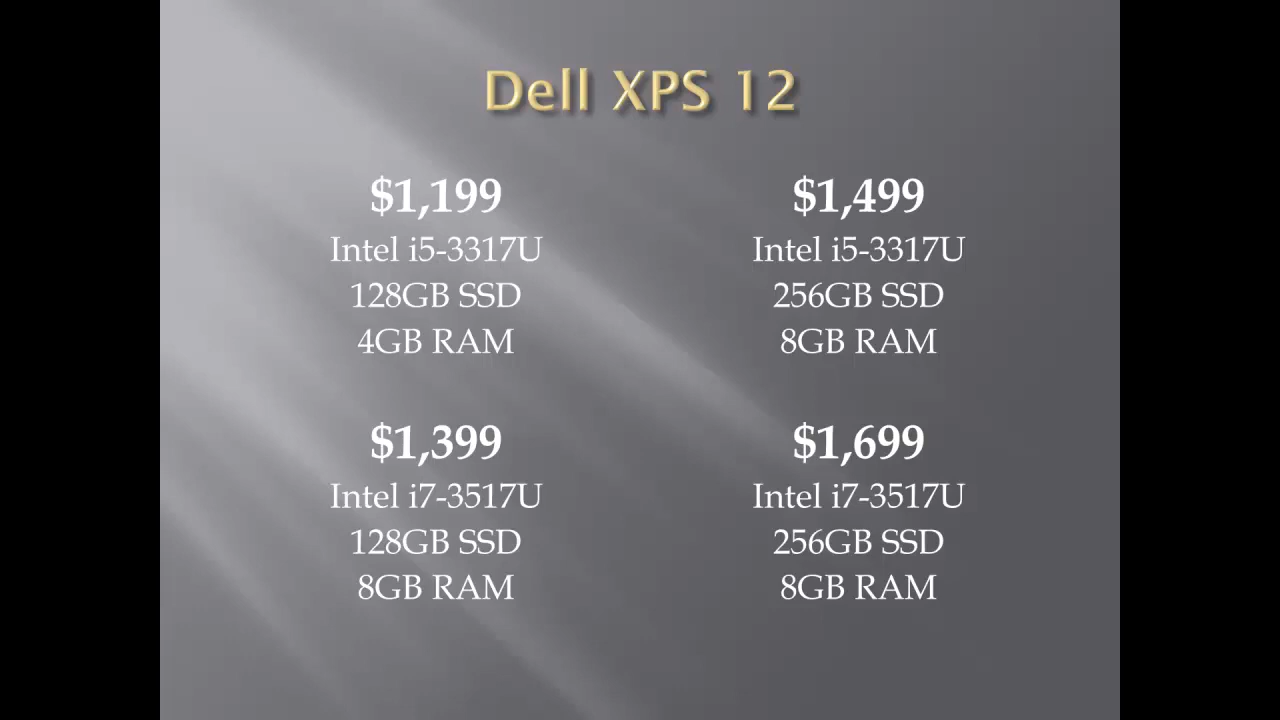 Dell XPS 12
$1,199
Intel i5-3317U
128GB SSD
4GB RAM
$1,399
Intel i7-3517U
128GB SSD
8GB RAM
$1,499
Intel i5-3317U
256GB SSD
8GB RAM
$1,699
Intel i7-3517U
256GB SSD
8GB RAM